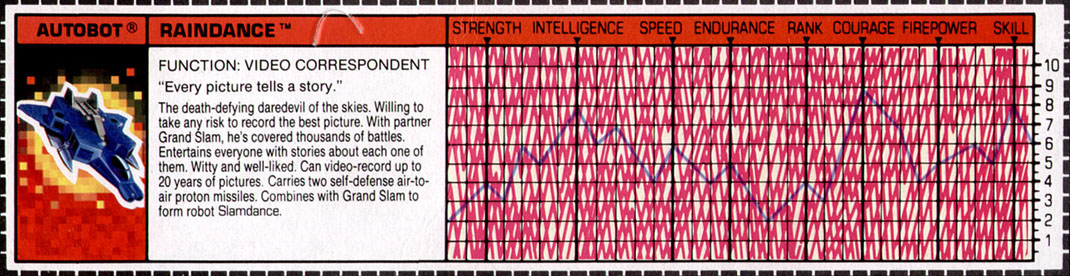 AUTOBOT®
RAINDANCE™
STRENGTH INTELLIGENCE SPEED ENDURANCE RANK COURAGE FIREPOWER SKILL
FUNCTION: VIDEO CORRESPONDENT
"Every picture tells a story."
The death-defying daredevil of the skies. Willing to
take any risk to record the best picture. With partner
Grand Slam, he's covered thousands of battles.
Entertains everyone with stories about each one of
them. Witty and well-liked. Can video-record up to
20 years of pictures. Carries two self-defense air-to-
air proton missiles. Combines with Grand Slam to
form robot Slamdance.
10
9
8
7
6
5
4
3
2
1